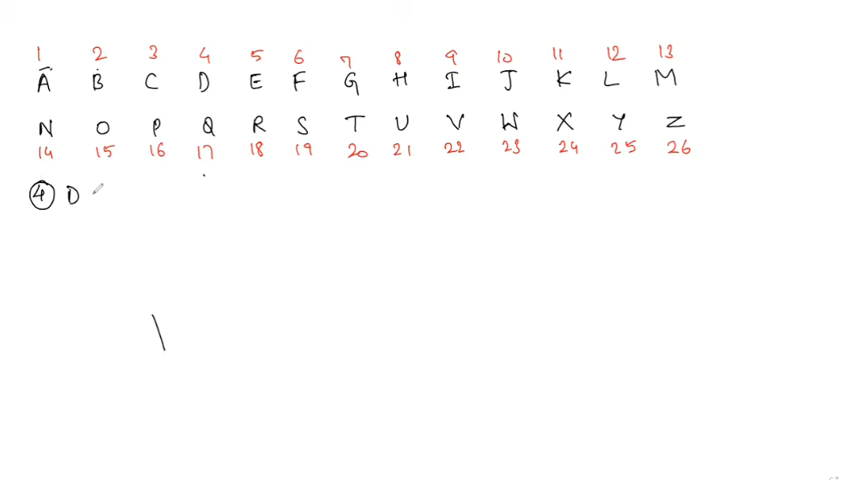 1 2 3 4 5 6 7 8 9 10 11 12 13
A B C D E F G H I J K L M
N O P Q R S T U V W X Y Z
14 15 16 17 18 19 20 21 22 23 24 25 26
4 D